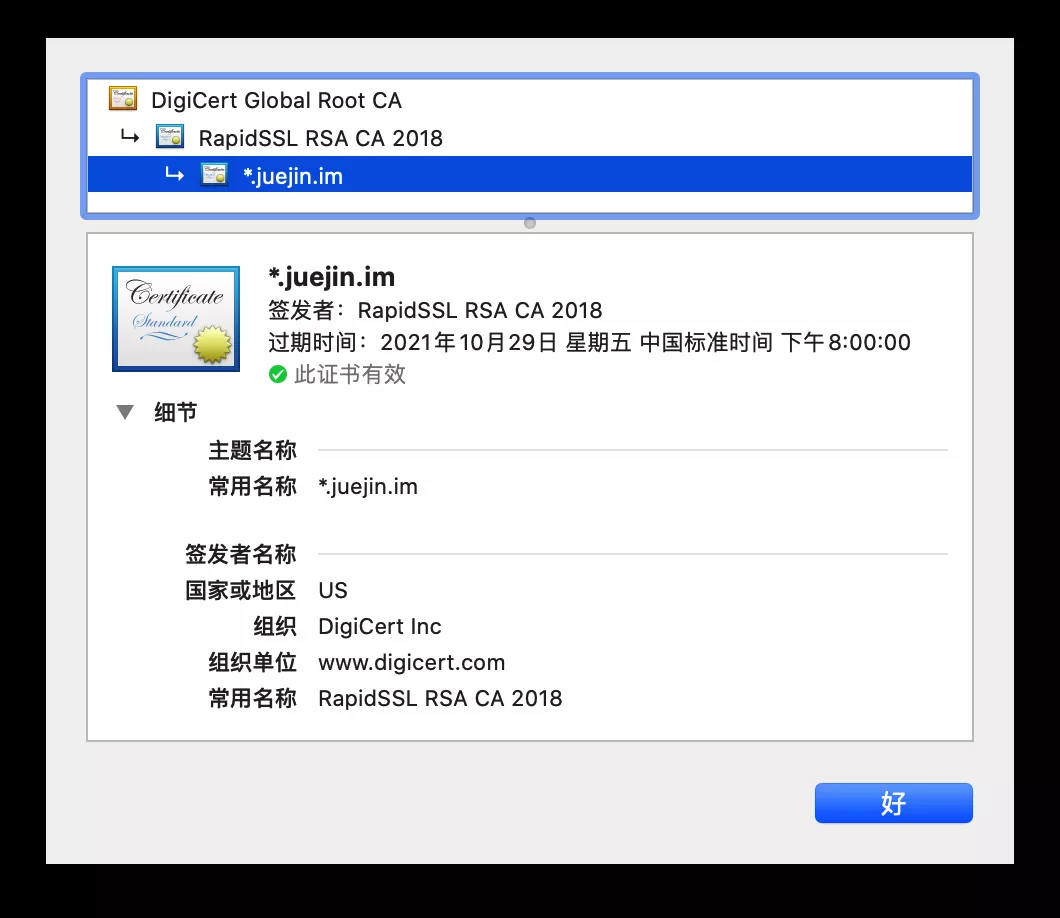 DigiCert Global Root CA
RapidSSL RSA CA 2018
*.juejin.im
Certificate
Standard
*.juejin.im
签发者：RapidSSL RSA CA 2018
过期时间：2021年10月29日 星期五 中国标准时间 下午8:00:00
此证书有效
细节
主题名称
常用名称 *.juejin.im
签发者名称
国家或地区 US
组织 DigiCert Inc
组织单位 www.digicert.com
常用名称 RapidSSL RSA CA 2018
好